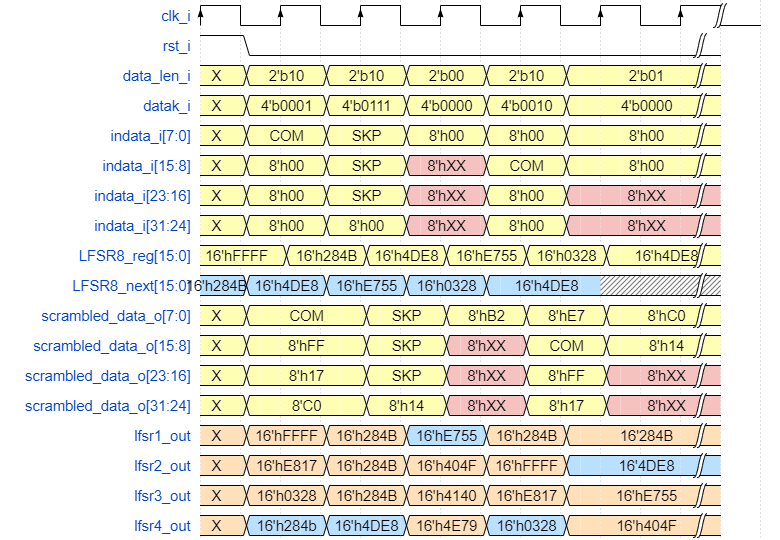 clk_i
rst_i
data_len_i X 2'b10 2'b10 2'b00 2'b10 2'b01
datak_i X 4'b0001 4'b0111 4'b0000 4'b0010 4'b0000
indata_i[7:0] X COM SKP 8'h00 8'h00 8'h00
indata_i[15:8] X 8'h00 SKP 8'hXX COM 8'h00
indata_i[23:16] X 8'h00 SKP 8'hXX 8'h00 8'hXX
indata_i[31:24] X 8'h00 8'h00 8'hXX 8'h00 8'hXX
LFSR8_reg[15:0] 16'hFFFF 16'h284B 16'h4DE8 16'hE755 16'h0328 16'h4DE8
LFSR8_next[15:0] 16'h284B 16'h4DE8 16'hE755 16'h0328 16'h4DE8
scrambled_data_o[7:0] X COM SKP 8'hB2 8'hE7 8'hC0
scrambled_data_o[15:8] X 8'hFF SKP 8'hXX COM 8'h14
scrambled_data_o[23:16] X 8'h17 SKP 8'hXX 8'hFF 8'hXX
scrambled_data_o[31:24] X 8'hC0 8'h14 8'hXX 8'h17 8'hXX
lfsr1_out X 16'hFFFF 16'h284B 16'hE755 16'h284B 16'284B
lfsr2_out X 16'hE817 16'h284B 16'h404F 16'hFFFF 16'4DE8
lfsr3_out X 16'h0328 16'h284B 16'h4140 16'hE817 16'hE755
lfsr4_out X 16'h284b 16'h4DE8 16'h4E79 16'h0328 16'h404F